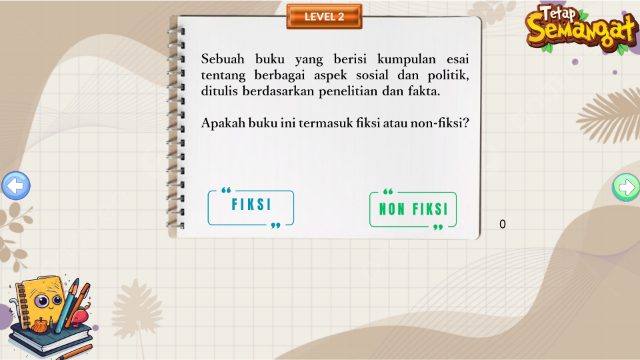 LEVEL 2
Tetap
Semangat
Sebuah buku yang berisi kumpulan esai
tentang berbagai aspek sosial dan politik,
ditulis berdasarkan penelitian dan fakta.
Apakah buku ini termasuk fiksi atau non-fiksi?
FIKSI
NON FIKSI
0